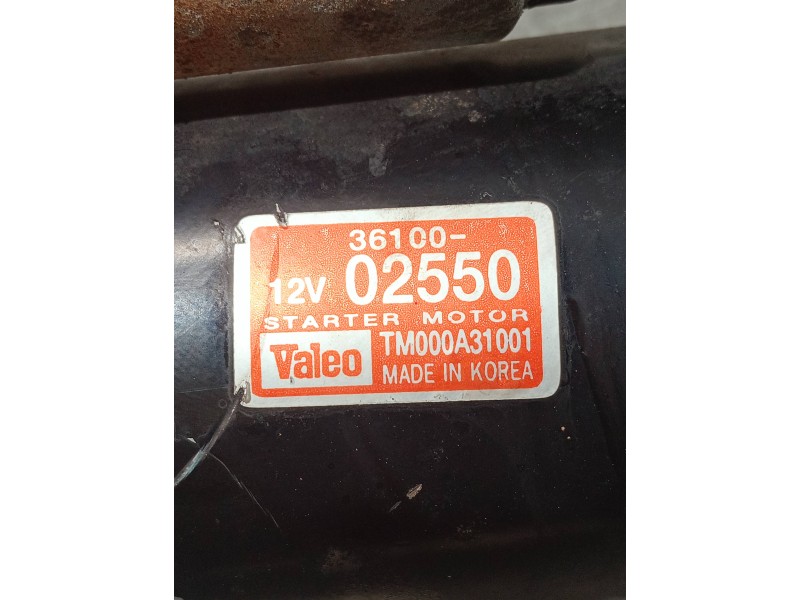 36100-
12V 02550
STARTER MOTOR
Valeo TM000A31001
MADE IN KOREA